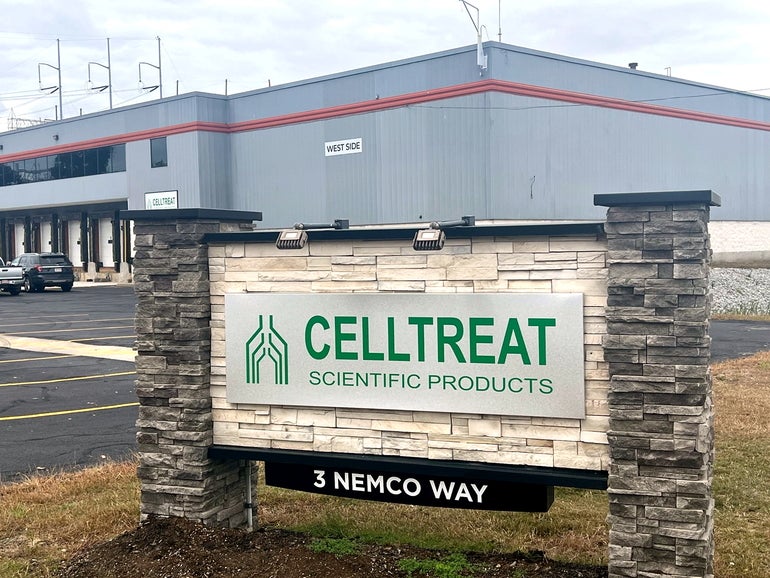 WEST SIDE
CELLTREAT
CELLTREAT
SCIENTIFIC PRODUCTS
3 NEMCO WAY